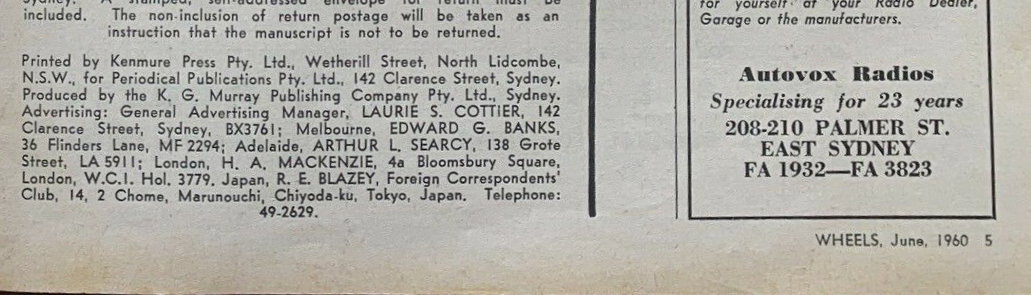 included. The non-inclusion of return postage will be taken as an
instruction that the manuscript is not to be returned.
Printed by Kenmure Press Pty. Ltd., Wetherill Street, North Lidcombe,
N.S.W., for Periodical Publications Pty. Ltd., 142 Clarence Street, Sydney.
Produced by the K. G. Murray Publishing Company Pty. Ltd., Sydney.
Advertising: General Advertising Manager, LAURIE S. COTTIER, 142
Clarence Street, Sydney, BX3761; Melbourne, EDWARD G. BANKS,
36 Flinders Lane, MF 2294; Adelaide, ARTHUR L. SEARCY, 138 Grote
Street, LA 5911; London, H. A. MACKENZIE, 4a Bloomsbury Square,
London, W.C.I. Hol. 3779. Japan, R. E. BLAZEY, Foreign Correspondents'
Club, 14, 2 Chome, Marunouchi, Chiyoda-ku, Tokyo, Japan. Telephone:
49-2629.
for yourself at your Radio Dealer,
Garage or the manufacturers.
Autovox Radios
Specialising for 23 years
208-210 PALMER ST.
EAST SYDNEY
FA 1932—FA 3823
WHEELS, June, 1960 5